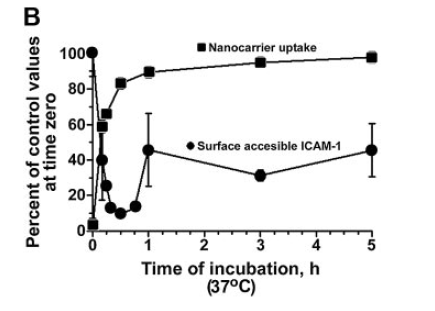 B
Percent of control values
at time zero
100
80
60
40
20
0
Nanocarrier uptake
Surface accesible ICAM-1
0 1 2 3 4 5
Time of incubation, h
(37ºC)